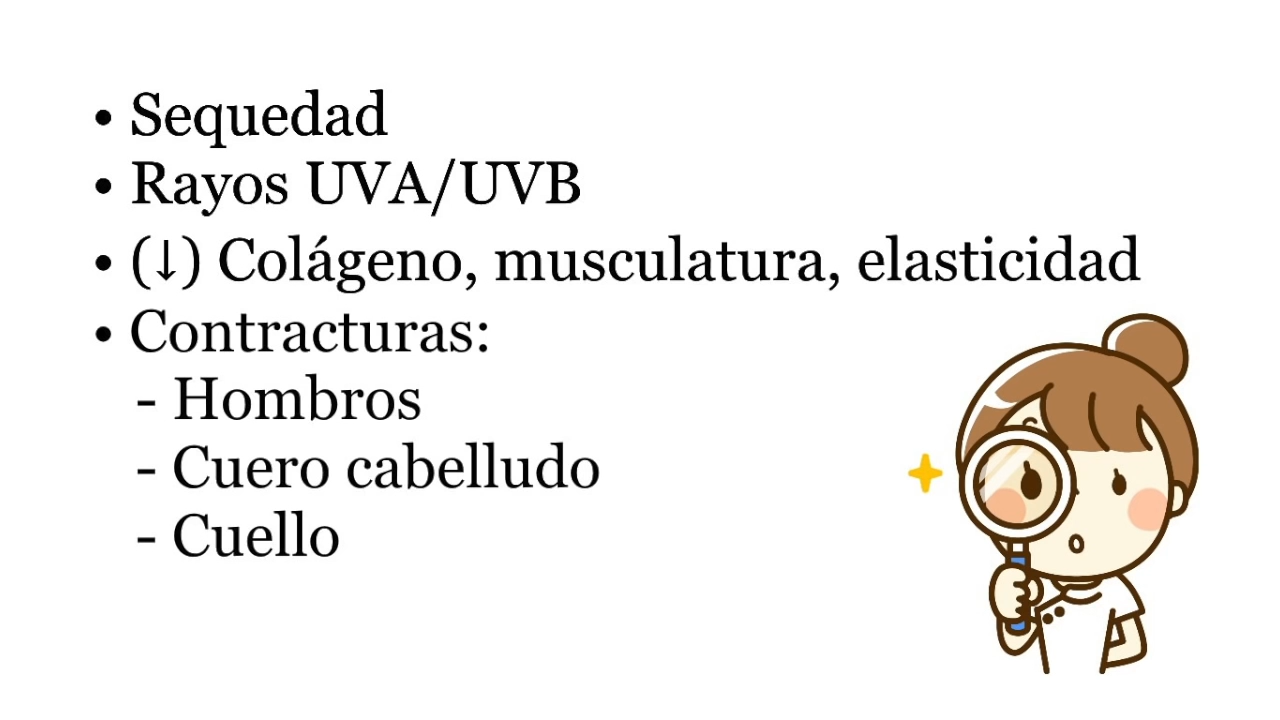 • Sequedad
• Rayos UVA/UVB
• (↓) Colágeno, musculatura, elasticidad
• Contracturas:
- Hombros
- Cuero cabelludo
- Cuello